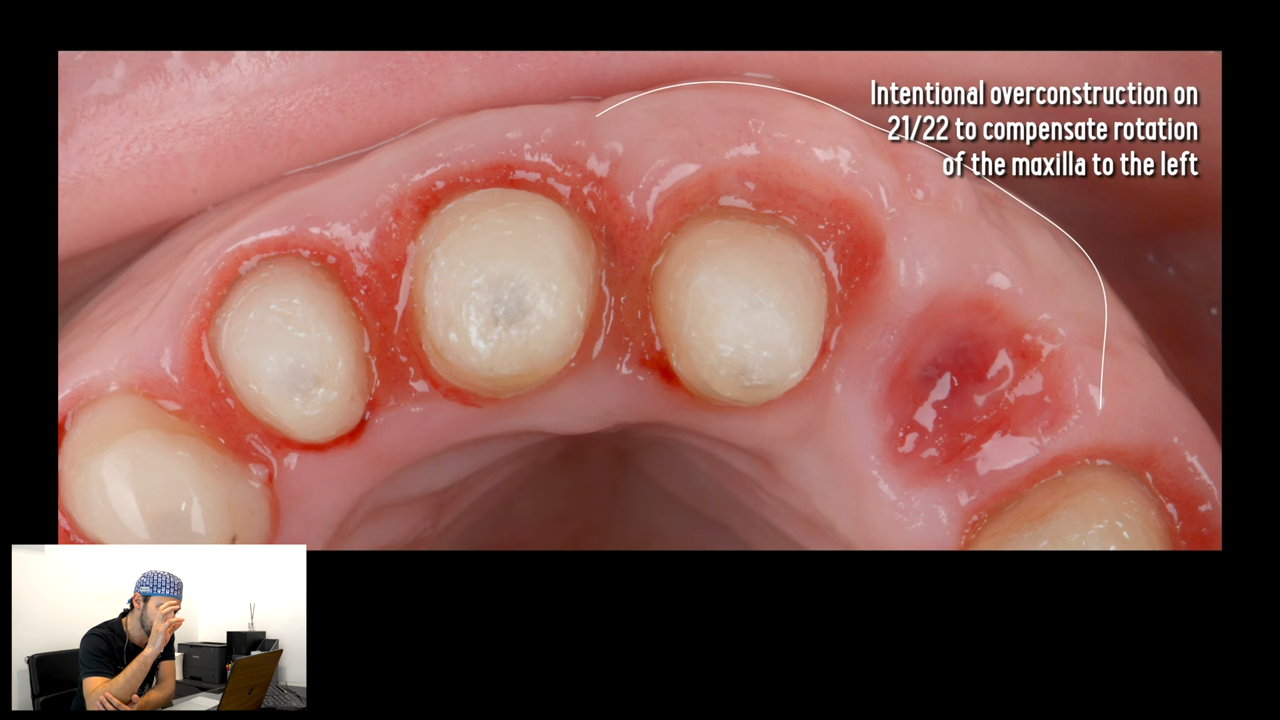 Intentional overconstruction on
21/22 to compensate rotation
of the maxilla to the left